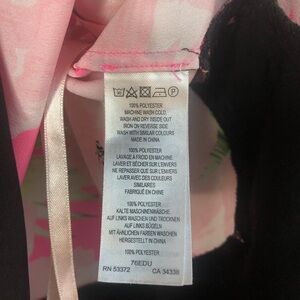 100% POLYESTER
MACHINE WASH COLD,
WASH AND DRY INSIDE OUT
IRON ON REVERSE SIDE
WASH WITH SIMILAR COLOURS
MADE IN CHINA
100% POLYESTER
LAVAGE À FROID EN MACHINE
LAVER ET SÉCHER SUR L'ENVERS
NE REPASSER QUE SUR L'ENVERS
LAVER AVEC DES COULEURS
SIMILAIRES
FABRIQUÉ EN CHINE
100% POLYESTER
KALTE MASCHINENWÄSCHE
AUF LINKS WASCHEN UND TROCKNEN
AUF LINKS BÜGELN
MIT ÄHNLICHEN FARBEN WASCHEN
HERGESTELLT IN CHINA
76EDU
RN 53372 CA 34338